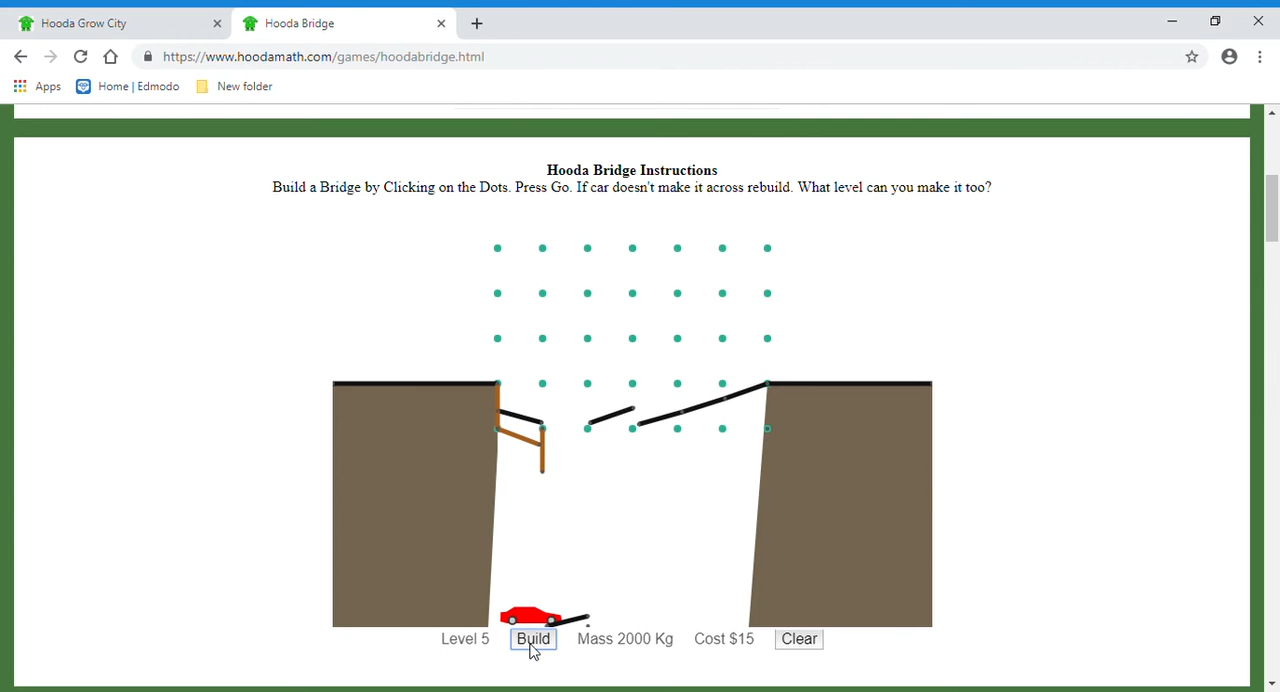 Hooda Grow City
Hooda Bridge
https://www.hoodamath.com/games/hoodabridge.html
Apps Home | Edmodo New folder
Hooda Bridge Instructions
Build a Bridge by Clicking on the Dots. Press Go. If car doesn't make it across rebuild. What level can you make it too?
Level 5 Build Mass 2000 Kg Cost $15 Clear